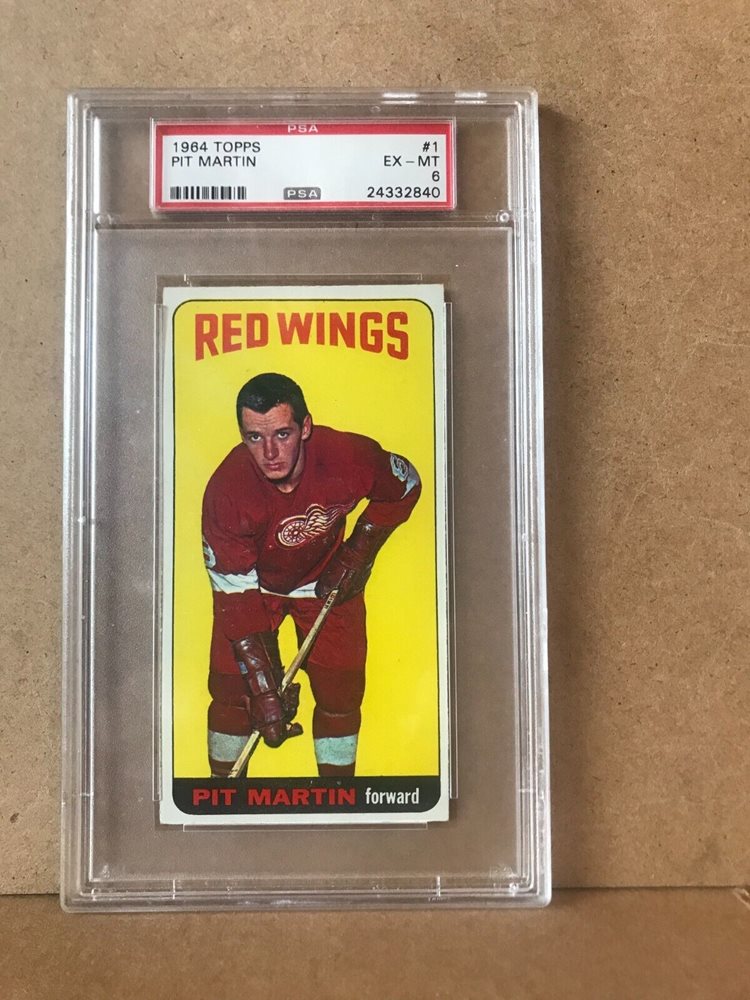 PSA
1964 TOPPS #1
PIT MARTIN EX - MT
6
PSA 24332840
RED WINGS
PIT MARTIN forward